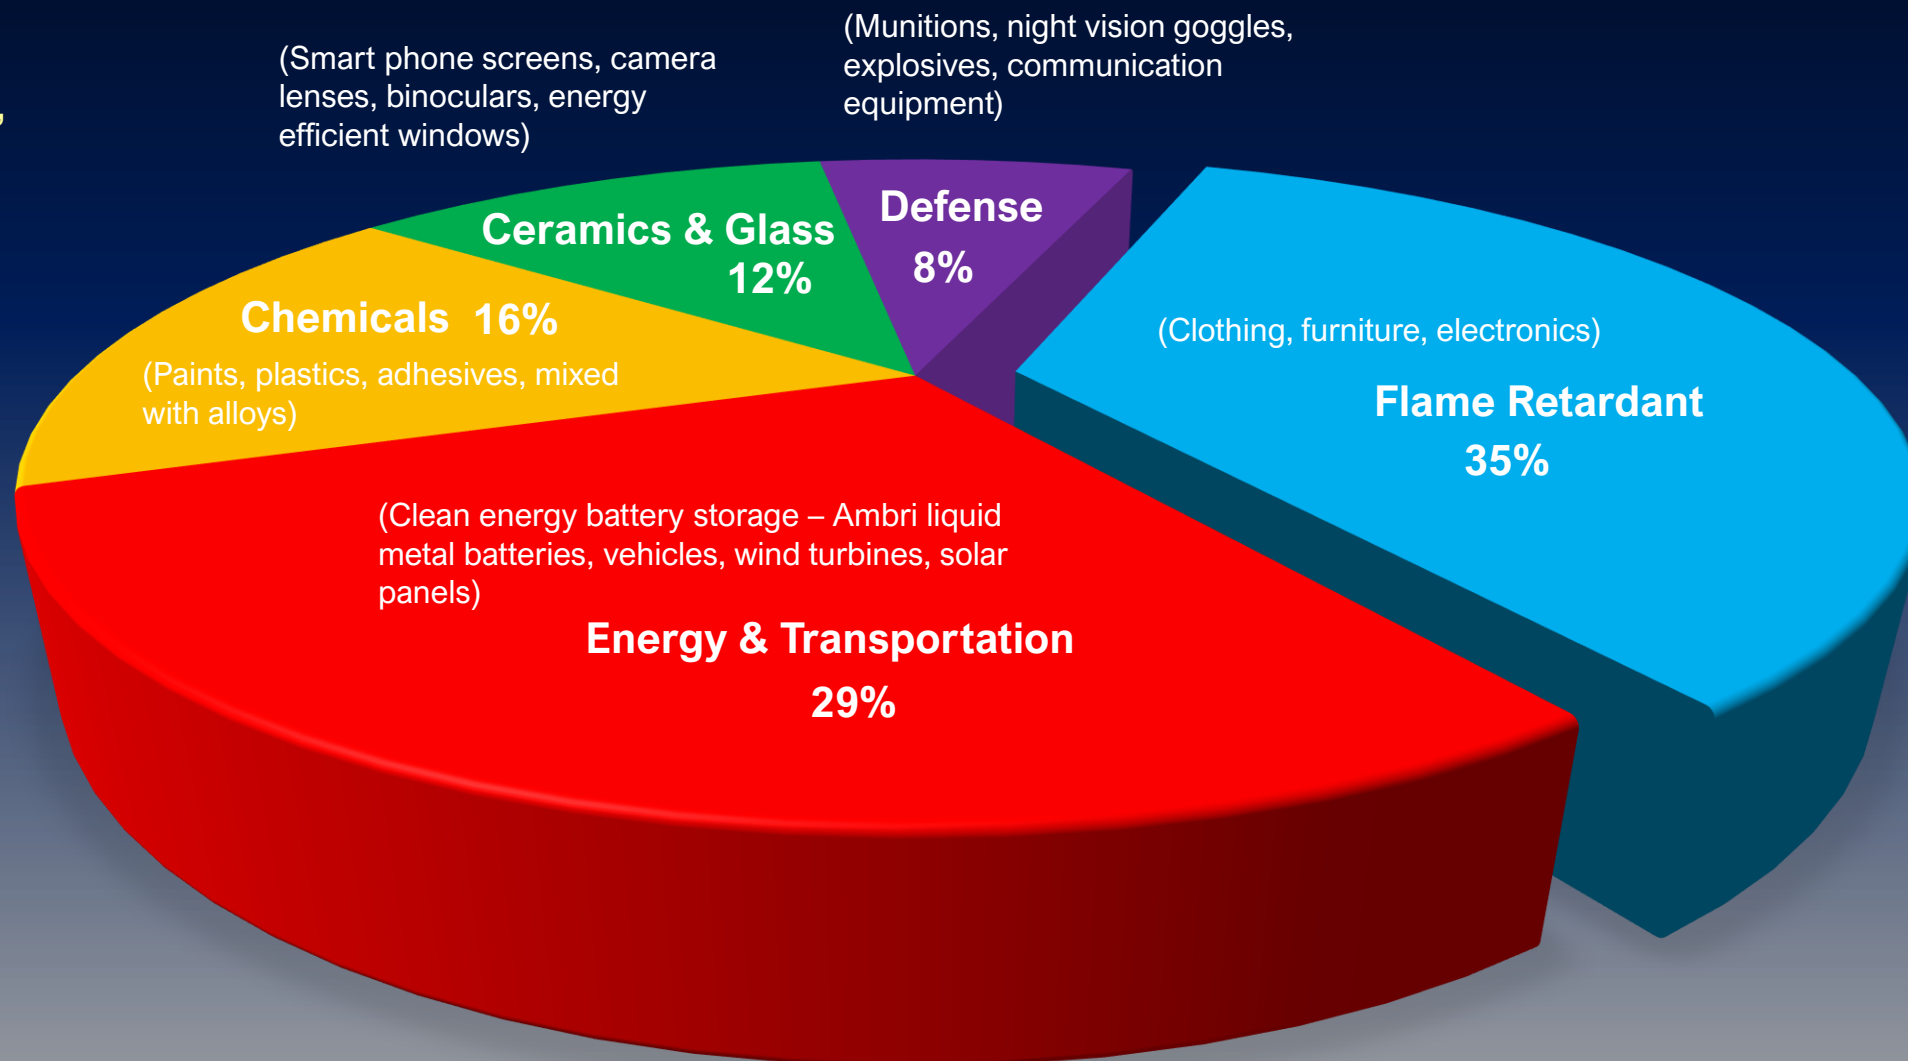 (Smart phone screens, camera
lenses, binoculars, energy
efficient windows)
(Munitions, night vision goggles,
explosives, communication
equipment)
Ceramics & Glass
12%
Defense
8%
Chemicals 16%
(Paints, plastics, adhesives, mixed
with alloys)
(Clothing, furniture, electronics)
Flame Retardant
35%
(Clean energy battery storage – Ambri liquid
metal batteries, vehicles, wind turbines, solar
panels)
Energy & Transportation
29%